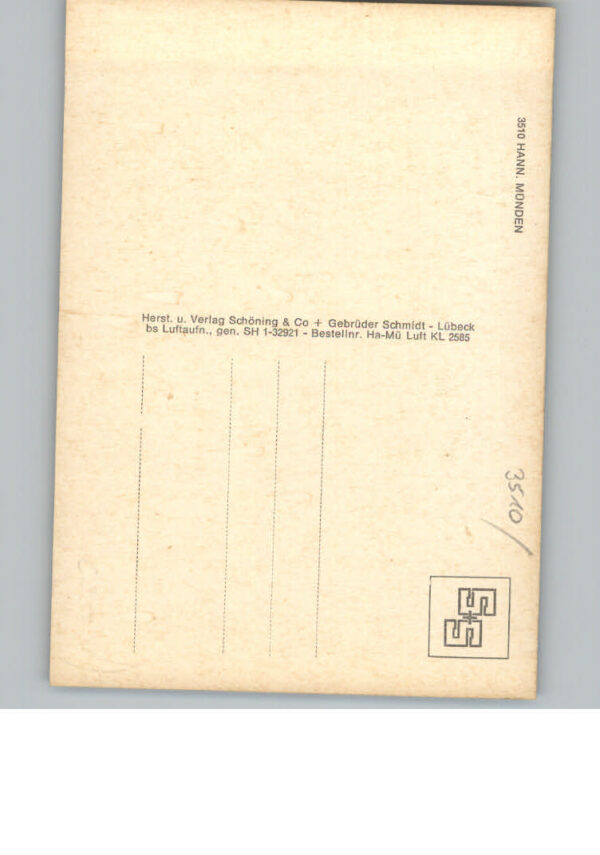 3510 HANN. MÜNDEN
Herst. u. Verlag Schöning & Co + Gebrüder Schmidt - Lübeck
bs Luftaufn., gen. SH 1-32921 - Bestellnr. Ha-Mü Luft KL 2585
3510/
S+S